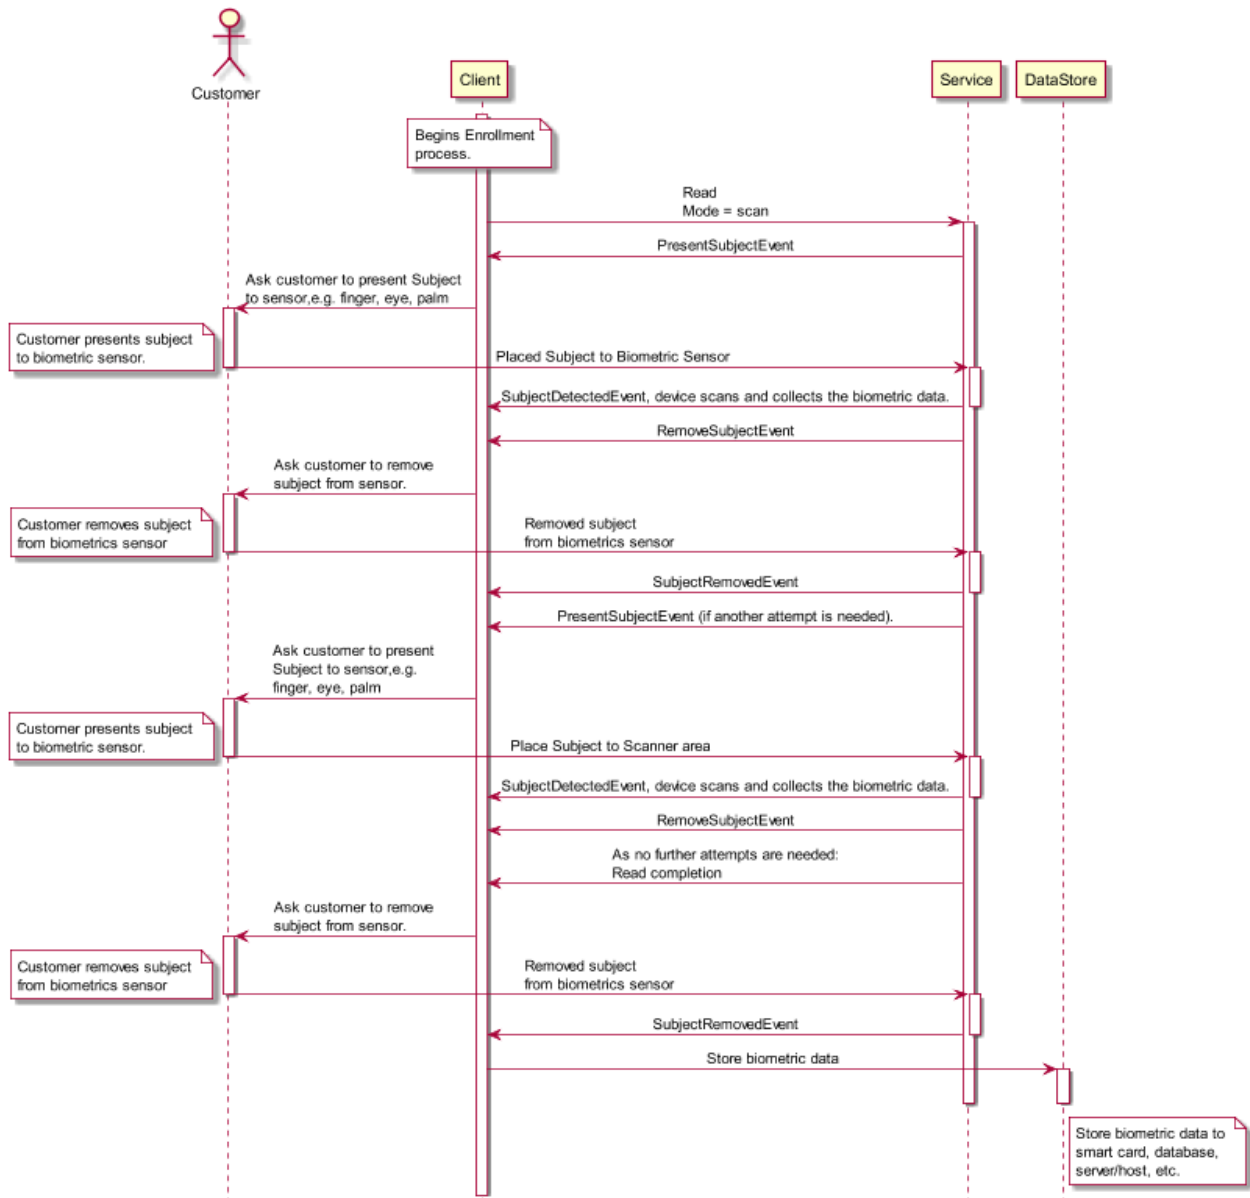 Customer
Client
Service
DataStore
Begins Enrollment
process.
Read
Mode = scan
PresentSubjectEvent
Ask customer to present Subject
to sensor,e.g. finger, eye, palm
Customer presents subject
to biometric sensor.
Placed Subject to Biometric Sensor
SubjectDetectedEvent, device scans and collects the biometric data.
RemoveSubjectEvent
Ask customer to remove
subject from sensor.
Customer removes subject
from biometrics sensor
Removed subject
from biometrics sensor
SubjectRemovedEvent
PresentSubjectEvent (if another attempt is needed).
Ask customer to present
Subject to sensor,e.g.
finger, eye, palm
Customer presents subject
to biometric sensor.
Place Subject to Scanner area
SubjectDetectedEvent, device scans and collects the biometric data.
RemoveSubjectEvent
As no further attempts are needed:
Read completion
Ask customer to remove
subject from sensor.
Customer removes subject
from biometrics sensor
Removed subject
from biometrics sensor
SubjectRemovedEvent
Store biometric data
Store biometric data to
smart card, database,
server/host, etc.